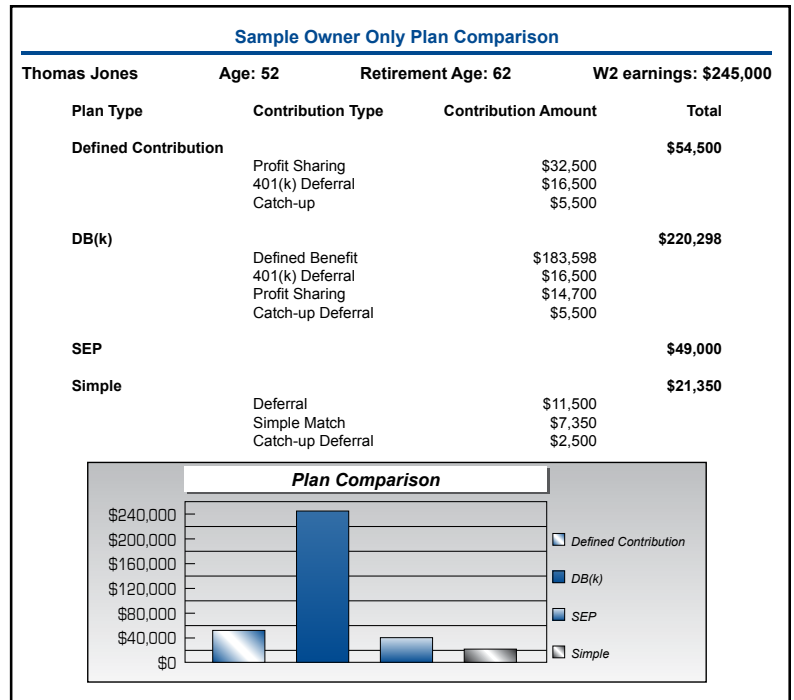 Sample Owner Only Plan Comparison
Thomas Jones Age: 52 Retirement Age: 62 W2 earnings: $245,000
Plan Type Contribution Type Contribution Amount Total
Defined Contribution $54,500
Profit Sharing $32,500
401(k) Deferral $16,500
Catch-up $5,500
DB(k) $220,298
Defined Benefit $183,598
401(k) Deferral $16,500
Profit Sharing $14,700
Catch-up Deferral $5,500
SEP $49,000
Simple $21,350
Deferral $11,500
Simple Match $7,350
Catch-up Deferral $2,500
Plan Comparison
$240,000
$200,000
$160,000
$120,000
$80,000
$40,000
$0
Defined Contribution
DB(k)
SEP
Simple